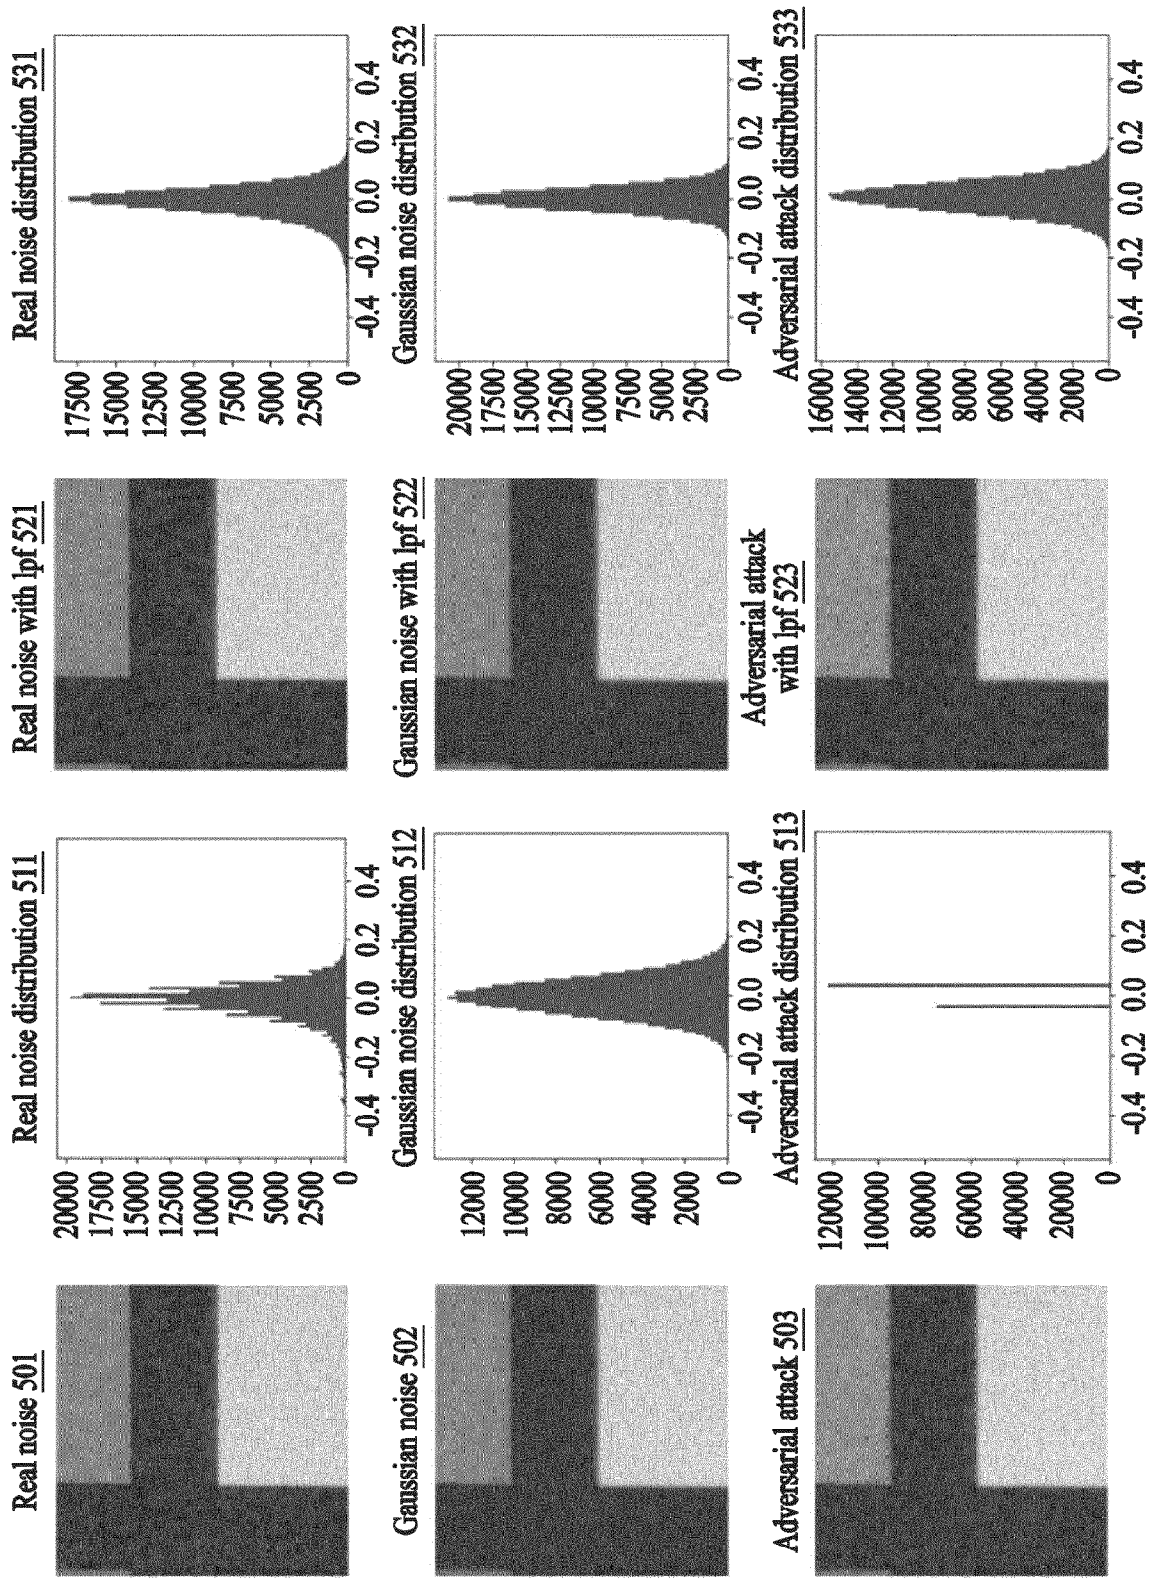 Real noise 501
Real noise distribution 511
20000
17500
15000
12500
10000
7500
5000
2500
0
-0.4 -0.2 0.0 0.2 0.4
Real noise with lpf 521
Real noise distribution 531
17500
15000
12500
10000
7500
5000
2500
0
-0.4 -0.2 0.0 0.2 0.4
Gaussian noise 502
Gaussian noise distribution 512
12000
10000
8000
6000
4000
2000
0
-0.4 -0.2 0.0 0.2 0.4
Gaussian noise with lpf 522
Gaussian noise distribution 532
20000
17500
15000
12500
10000
7500
5000
2500
0
-0.4 -0.2 0.0 0.2 0.4
Adversarial attack 503
Adversarial attack distribution 513
120000
100000
80000
60000
40000
20000
0
-0.4 -0.2 0.0 0.2 0.4
Adversarial attack
with lpf 523
Adversarial attack distribution 533
16000
14000
12000
10000
8000
6000
4000
2000
0
-0.4 -0.2 0.0 0.2 0.4